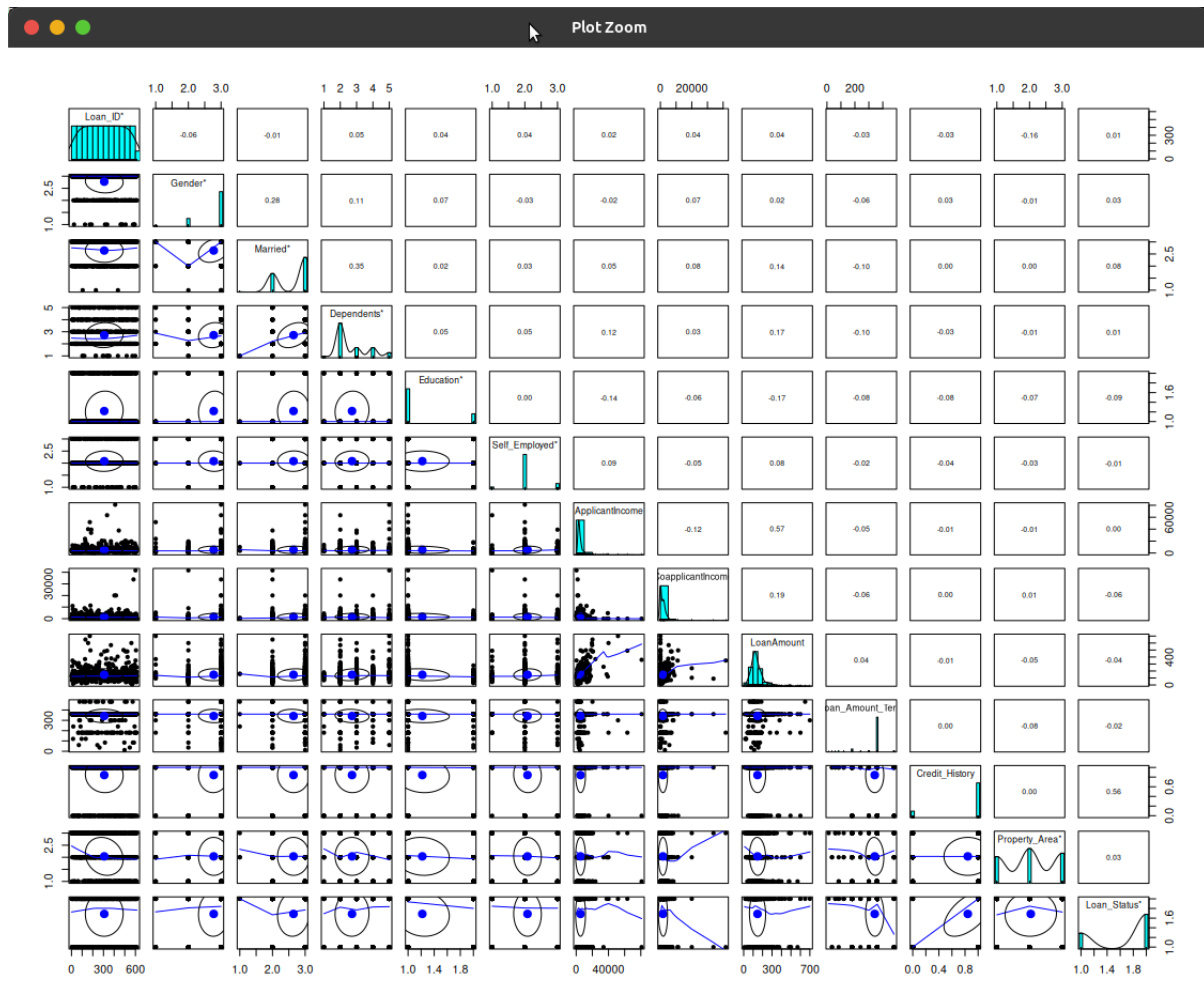 Plot Zoom
1.0 2.0 3.0
1 2 3 4 5
1.0 2.0 3.0
0 20000
0 200
1.0 2.0 3.0
Loan_ID*
-0.06 -0.01 0.05 0.04 0.04 0.02 0.04 0.04 -0.03 -0.03 -0.16 0.01
0 300
1.0 2.5
Gender*
0.28 0.11 0.07 -0.03 -0.02 0.07 0.02 -0.06 0.03 -0.01 0.03
Married*
0.35 0.02 0.03 0.05 0.08 0.14 -0.10 0.00 0.00 0.08
1.0 2.5
1 3 5
Dependents*
0.05 0.05 0.12 0.03 0.17 -0.10 -0.03 -0.01 0.01
Education*
0.00 -0.14 -0.06 -0.17 -0.08 -0.08 -0.07 -0.09
1.0 1.6
1.0 2.5
Self_Employed*
0.09 -0.05 0.08 -0.02 -0.04 -0.03 -0.01
ApplicantIncome
-0.12 0.57 -0.05 -0.01 -0.01 0.00
0 60000
0 30000
CoapplicantIncom
0.19 -0.06 0.00 0.01 -0.06
LoanAmount
0.04 -0.01 -0.05 -0.04
0 400
0 300
oan_Amount_Ter
0.00 -0.08 -0.02
Credit_History
0.00 0.56
0.0 0.6
1.0 2.5
Property_Area*
0.03
Loan_Status*
1.0 1.6
0 300 600
1.0 2.0 3.0
1.0 1.4 1.8
0 40000
0 300 700
0.0 0.4 0.8
1.0 1.4 1.8